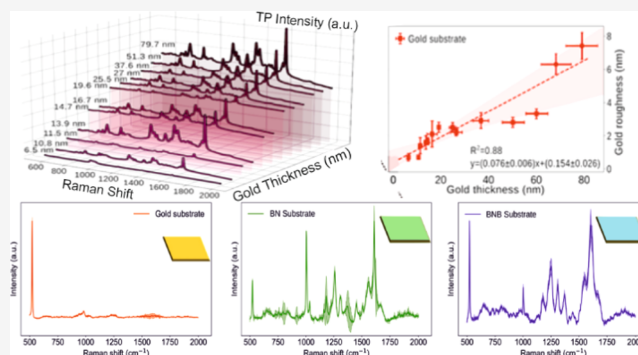 TP Intensity (a.u.)
79.7 nm
51.3 nm
37.6 nm
27 nm
25.5 nm
19.6 nm
16.7 nm
14.7 nm
13.9 nm
11.5 nm
10.8 nm
6.5 nm
600 800 1000 1200 1400 1600 1800 2000
Raman Shift
Gold Thickness (nm)
Gold substrate
8
6
4
2
0
Gold roughness (nm)
R²=0.88
y=(0.076±0.006)x+(0.154±0.026)
0 20 40 60 80
Gold thickness (nm)
Gold substrate
Intensity (a.u.)
500 750 1000 1250 1500 1750 2000
Raman shift (cm⁻¹)
BN Substrate
Intensity (a.u.)
500 750 1000 1250 1500 1750 2000
Raman shift (cm⁻¹)
BNB Substrate
Intensity (a.u.)
500 750 1000 1250 1500 1750 2000
Raman shift (cm⁻¹)